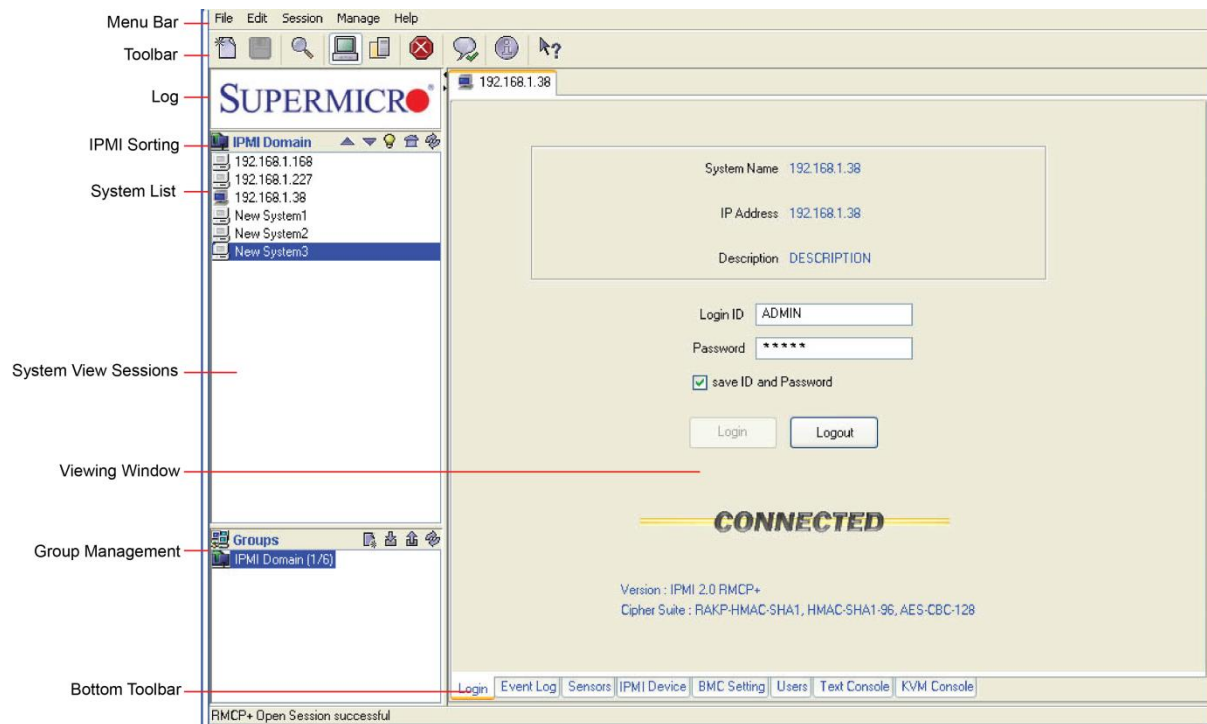 Menu Bar
Toolbar
Log
IPMI Sorting
System List
System View Sessions
Viewing Window
Group Management
Bottom Toolbar
File Edit Session Manage Help
SUPERMICRO
IPMI Domain
192.168.1.168
192.168.1.227
192.168.1.38
New System1
New System2
New System3
Groups
IPMI Domain (1/6)
192.168.1.38
System Name 192.168.1.38
IP Address 192.168.1.38
Description DESCRIPTION
Login ID ADMIN
Password *****
save ID and Password
Login Logout
CONNECTED
Version : IPMI 2.0 RMCP+
Cipher Suite : RAKP-HMAC-SHA1, HMAC-SHA1-96, AES-CBC-128
Login Event Log Sensors IPMI Device BMC Setting Users Text Console KVM Console
RMCP+ Open Session successful